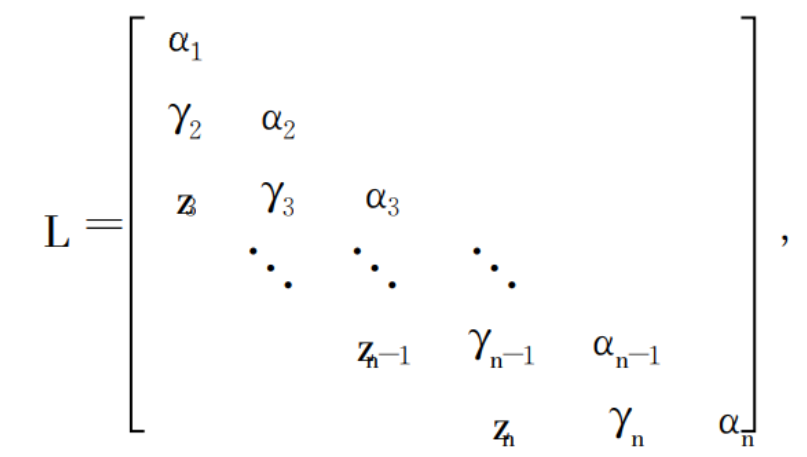 α₁
γ₂ α₂
z₃ γ₃ α₃
L = ,
⋱ ⋱ ⋱
zₙ₋₁ γₙ₋₁ αₙ₋₁
zₙ γₙ αₙ